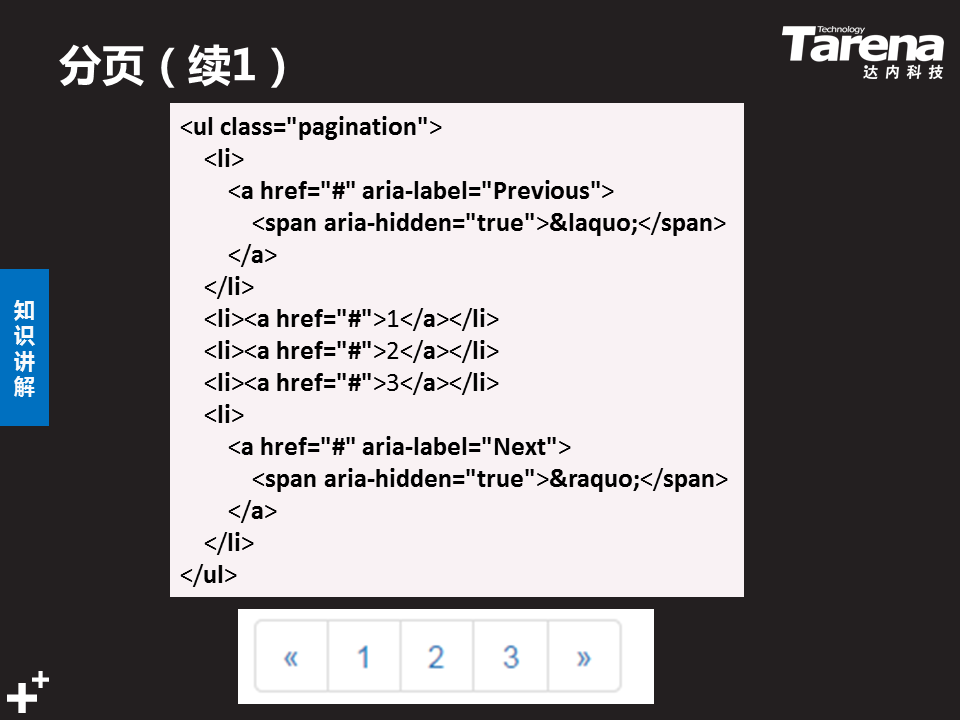 分页（续1）
Technology
Tarena
达内科技
<ul class="pagination">
<li>
<a href="#" aria-label="Previous">
<span aria-hidden="true">&laquo;</span>
</a>
</li>
<li><a href="#">1</a></li>
<li><a href="#">2</a></li>
<li><a href="#">3</a></li>
<li>
<a href="#" aria-label="Next">
<span aria-hidden="true">&raquo;</span>
</a>
</li>
</ul>
知识讲解
« 1 2 3 »